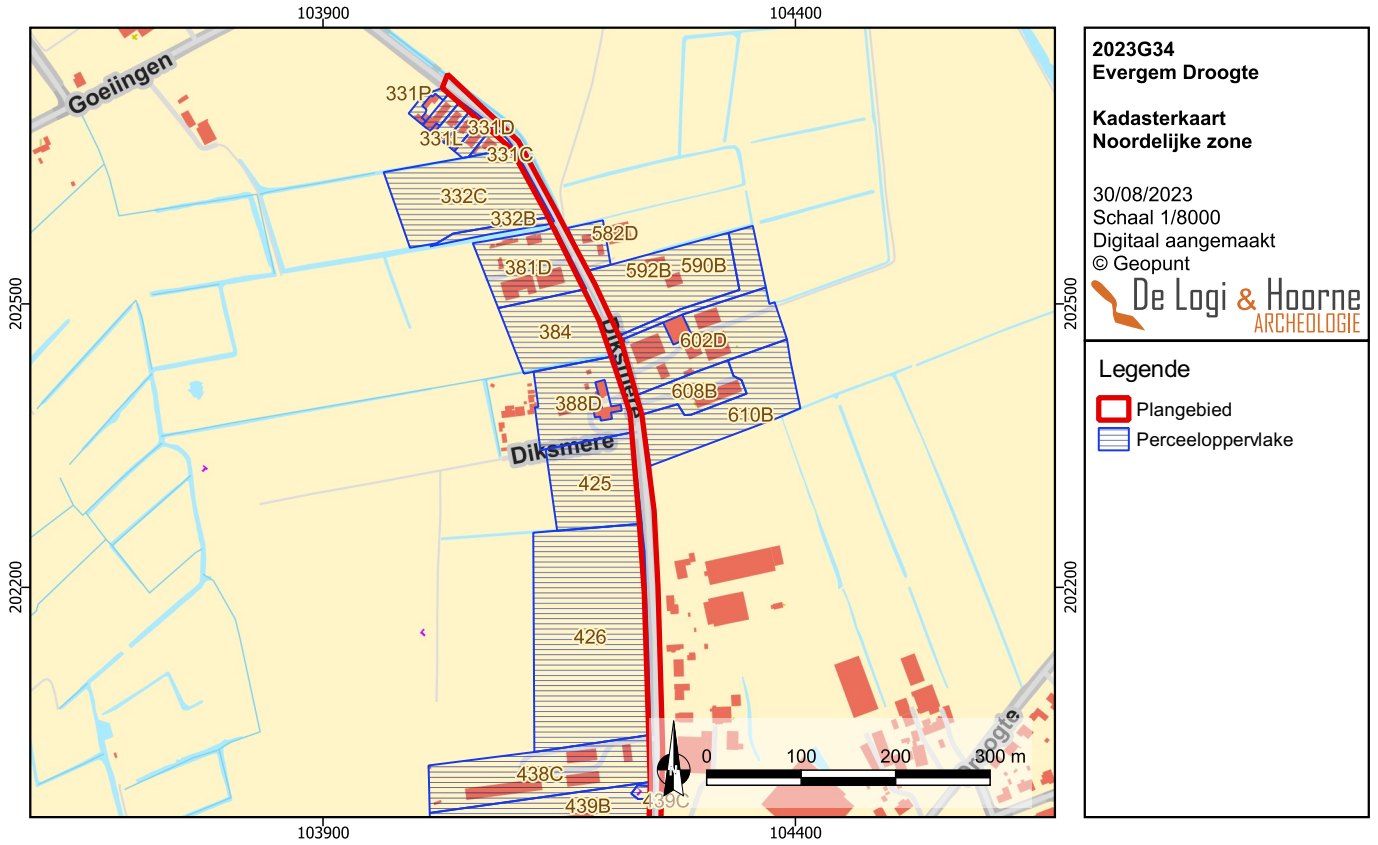 103900
104400
Goeiingen
331P
331D
331L
331C
332C
332B
582D
381D
592B
590B
202500
202500
384
Diksmere
602D
388D
608B
610B
Diksmere
425
202200
202200
426
Droogte
0 100 200 300 m
N
438C
439C
439B
103900
104400
2023G34
Evergem Droogte
Kadasterkaart
Noordelijke zone
30/08/2023
Schaal 1/8000
Digitaal aangemaakt
© Geopunt
De Logi & Hoorne
ARCHEOLOGIE
Legende
Plangebied
Perceeloppervlake